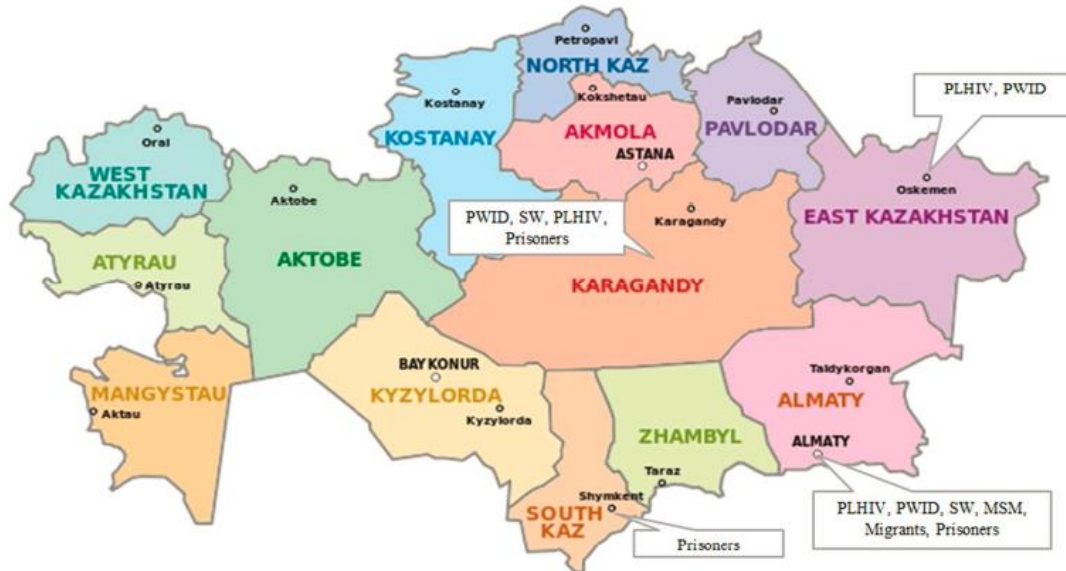 Petropavl
NORTH KAZ
Kokshetau
Kostanay
KOSTANAY
Pavlodar
PAVLODAR
AKMOLA
ASTANA
PLHIV, PWID
Oral
WEST
KAZAKHSTAN
Aktobe
AKTOBE
Oskemen
EAST KAZAKHSTAN
PWID, SW, PLHIV,
Prisoners
Karagandy
KARAGANDY
ATYRAU
Atyrau
MANGYSTAU
Aktau
BAYKONUR
KYZYLORDA
Kyzylorda
Taldykorgan
ALMATY
ALMATY
ZHAMBYL
Taraz
Shymkent
SOUTH
KAZ
Prisoners
PLHIV, PWID, SW, MSM,
Migrants, Prisoners